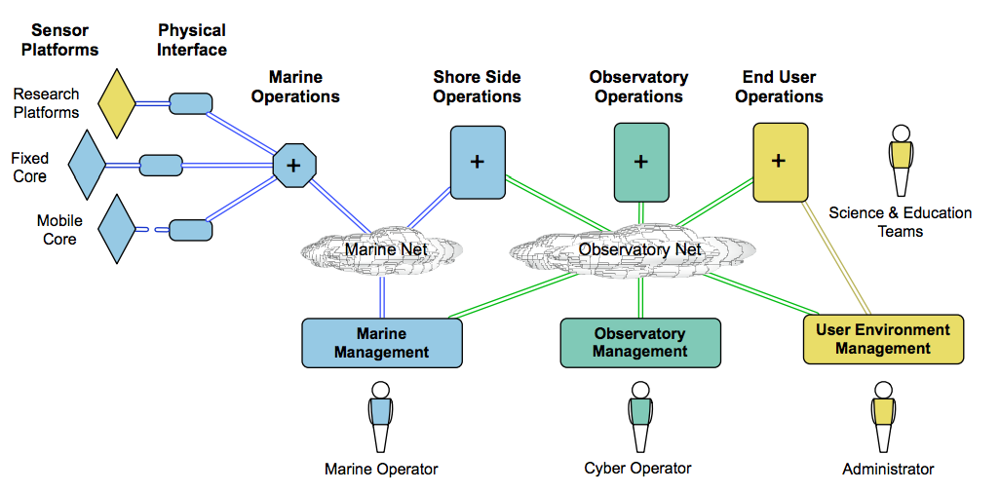 Sensor
Platforms
Physical
Interface
Marine
Operations
Shore Side
Operations
Observatory
Operations
End User
Operations
Research
Platforms
Fixed
Core
Mobile
Core
+
+
+
+
Science & Education
Teams
Marine Net
Observatory Net
Marine
Management
Observatory
Management
User Environment
Management
Marine Operator
Cyber Operator
Administrator